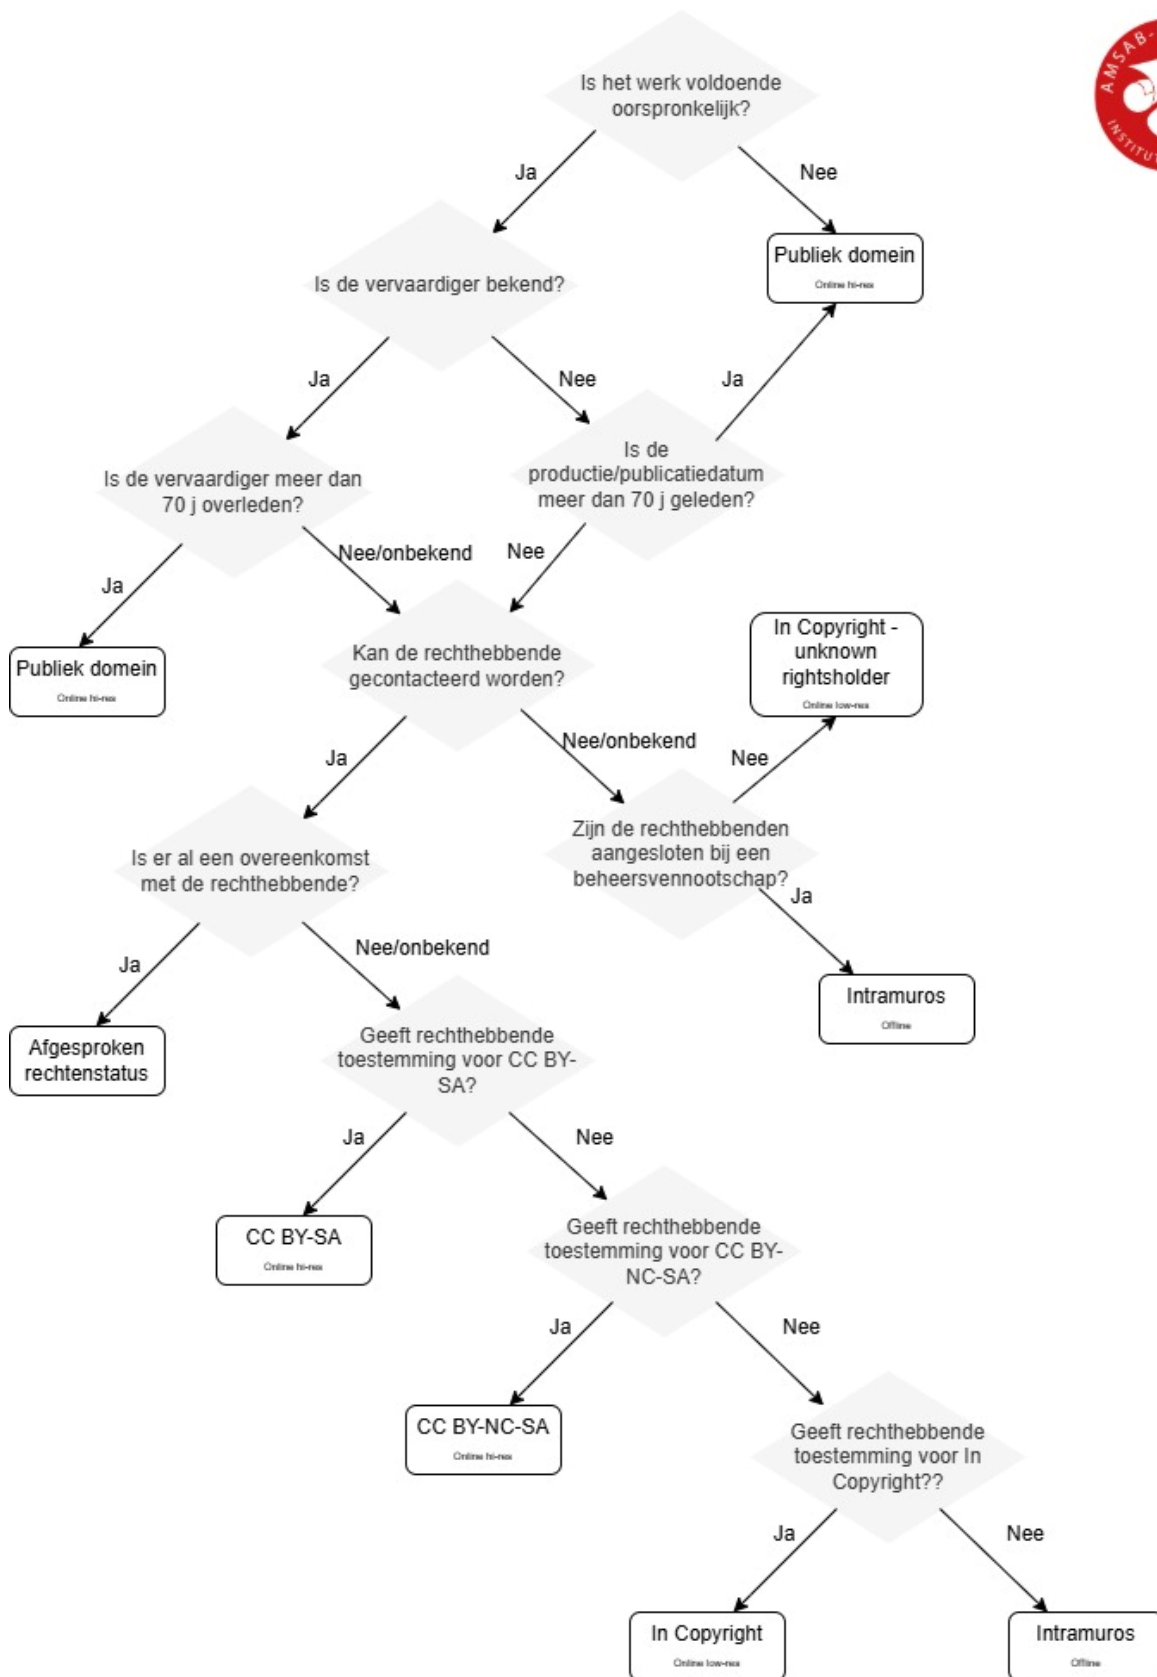 Is het werk voldoende
oorspronkelijk?
AMSAB-
INSTITUT
Ja
Nee
Publiek domein
Online hi-res
Is de vervaardiger bekend?
Ja
Nee
Ja
Is de vervaardiger meer dan
70 j overleden?
Is de
productie/publicatiedatum
meer dan 70 j geleden?
Nee/onbekend
Nee
Ja
Publiek domein
Online hi-res
Kan de rechthebbende
gecontacteerd worden?
In Copyright -
unknown
rightsholder
Online low-res
Ja
Nee/onbekend
Nee
Is er al een overeenkomst
met de rechthebbende?
Zijn de rechthebbenden
aangesloten bij een
beheersvennootschap?
Ja
Nee/onbekend
Ja
Intramuros
Offline
Afgesproken
rechtenstatus
Geeft rechthebbende
toestemming voor CC BY-
SA?
Ja
Nee
CC BY-SA
Online hi-res
Geeft rechthebbende
toestemming voor CC BY-
NC-SA?
Ja
Nee
CC BY-NC-SA
Online hi-res
Geeft rechthebbende
toestemming voor In
Copyright??
Ja
Nee
In Copyright
Online low-res
Intramuros
Offline